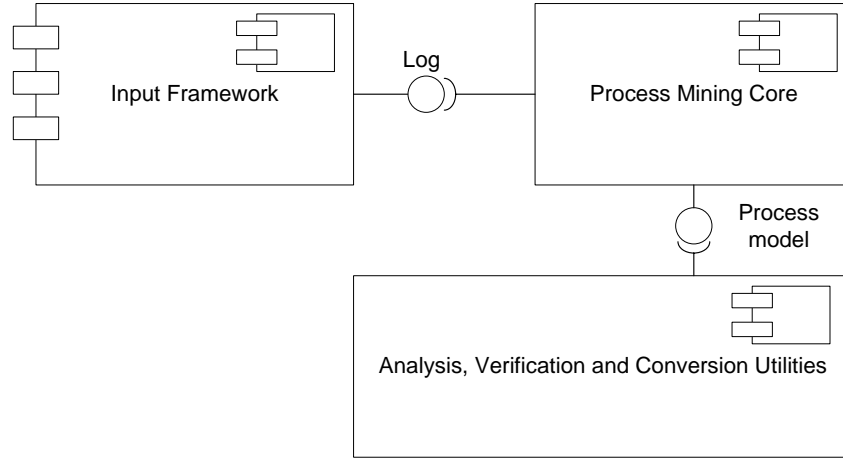 Log
Input Framework
Process Mining Core
Process
model
Analysis, Verification and Conversion Utilities